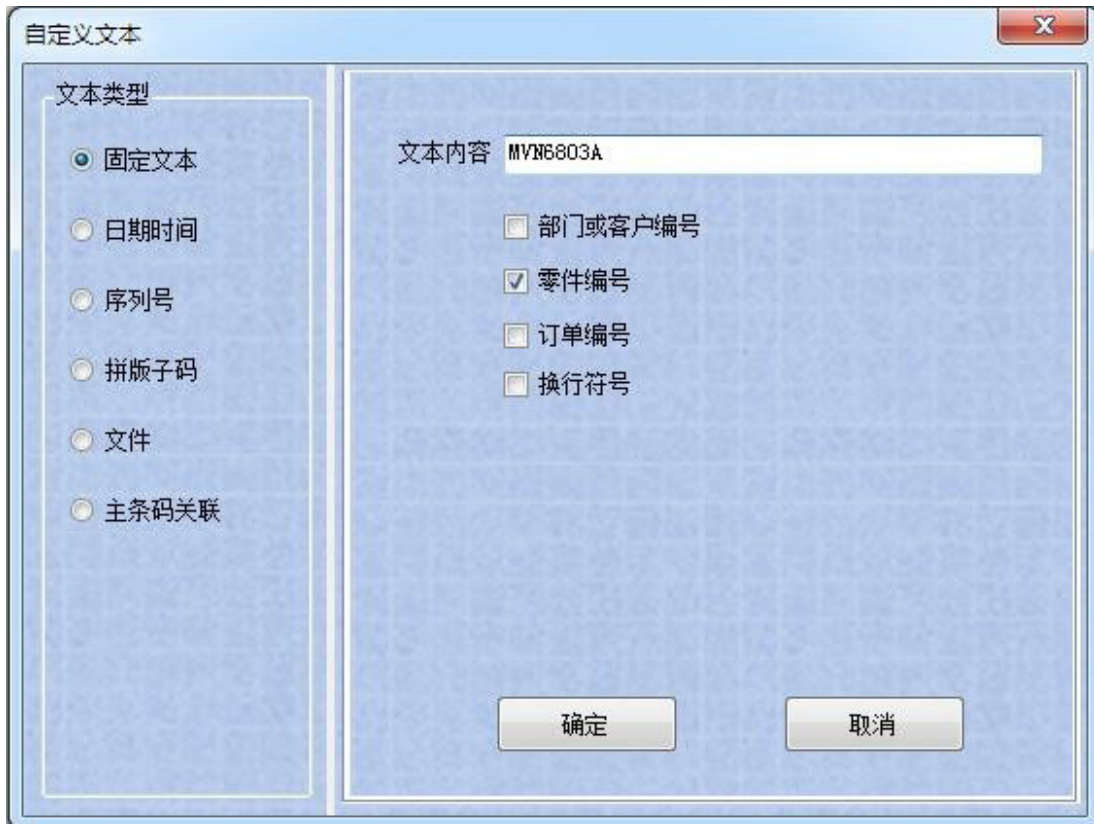 自定义文本
文本类型
固定文本
日期时间
序列号
拼版子码
文件
主条码关联
文本内容 MVN6803A
部门或客户编号
零件编号
订单编号
换行符号
确定 取消